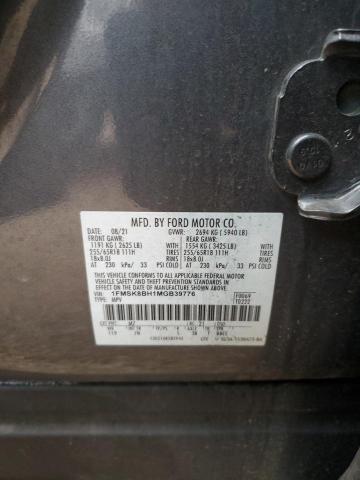 MFD. BY FORD MOTOR CO.
DATE: 08/21 GVWR: 2694 KG ( 5940 LB)
FRONT GAWR: REAR GAWR:
1191 KG ( 2625 LB) 1554 KG ( 3425 LB)
255/65R18 111H TIRES 255/65R18 111H TIRES
18x8.0J RIMS 18x8.0J RIMS
AT 230 kPa/ 33 PSI COLD AT 230 kPa/ 33 PSI COLD
THIS VEHICLE CONFORMS TO ALL APPLICABLE FEDERAL MOTOR
VEHICLE SAFETY AND THEFT PREVENTION STANDARDS IN
EFFECT ON THE DATE OF MANUFACTURE SHOWN ABOVE.
VIN: 1FMSK8BH1MGB39776 F0069
TYPE: MPV T0232